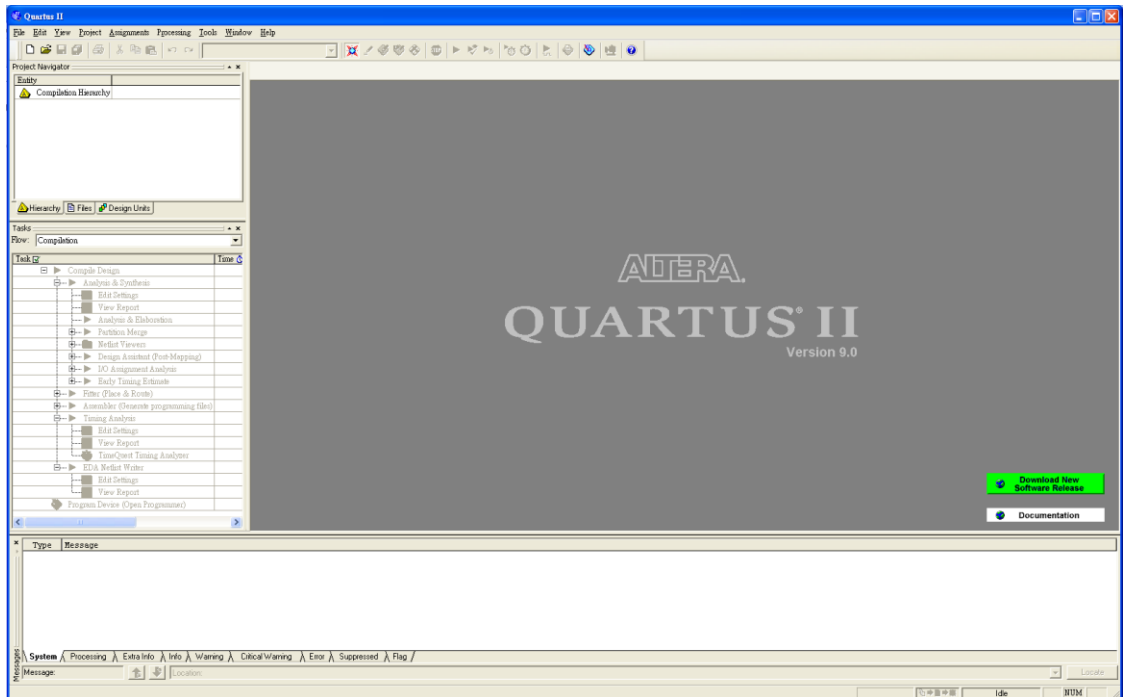 Quartus II
File Edit View Project Assignments Processing Tools Window Help
Project Navigator
Entity
Compilation Hierarchy
Hierarchy Files Design Units
Tasks
Flow: Compilation
Task Time
Compile Design
Analysis & Synthesis
Edit Settings
View Report
Analysis & Elaboration
Partition Merge
Netlist Viewers
Design Assistant (Post-Mapping)
I/O Assignment Analysis
Early Timing Estimate
Fitter (Place & Route)
Assembler (Generate programming files)
Timing Analysis
Edit Settings
View Report
TimeQuest Timing Analyzer
EDA Netlist Writer
Edit Settings
View Report
Program Device (Open Programmer)
ALTERA.
QUARTUS® II
Version 9.0
Download New
Software Release
Documentation
Type Message
System Processing Extra Info Info Warning Critical Warning Error Suppressed Flag
Messages
Message: Location: Locate
Idle NUM